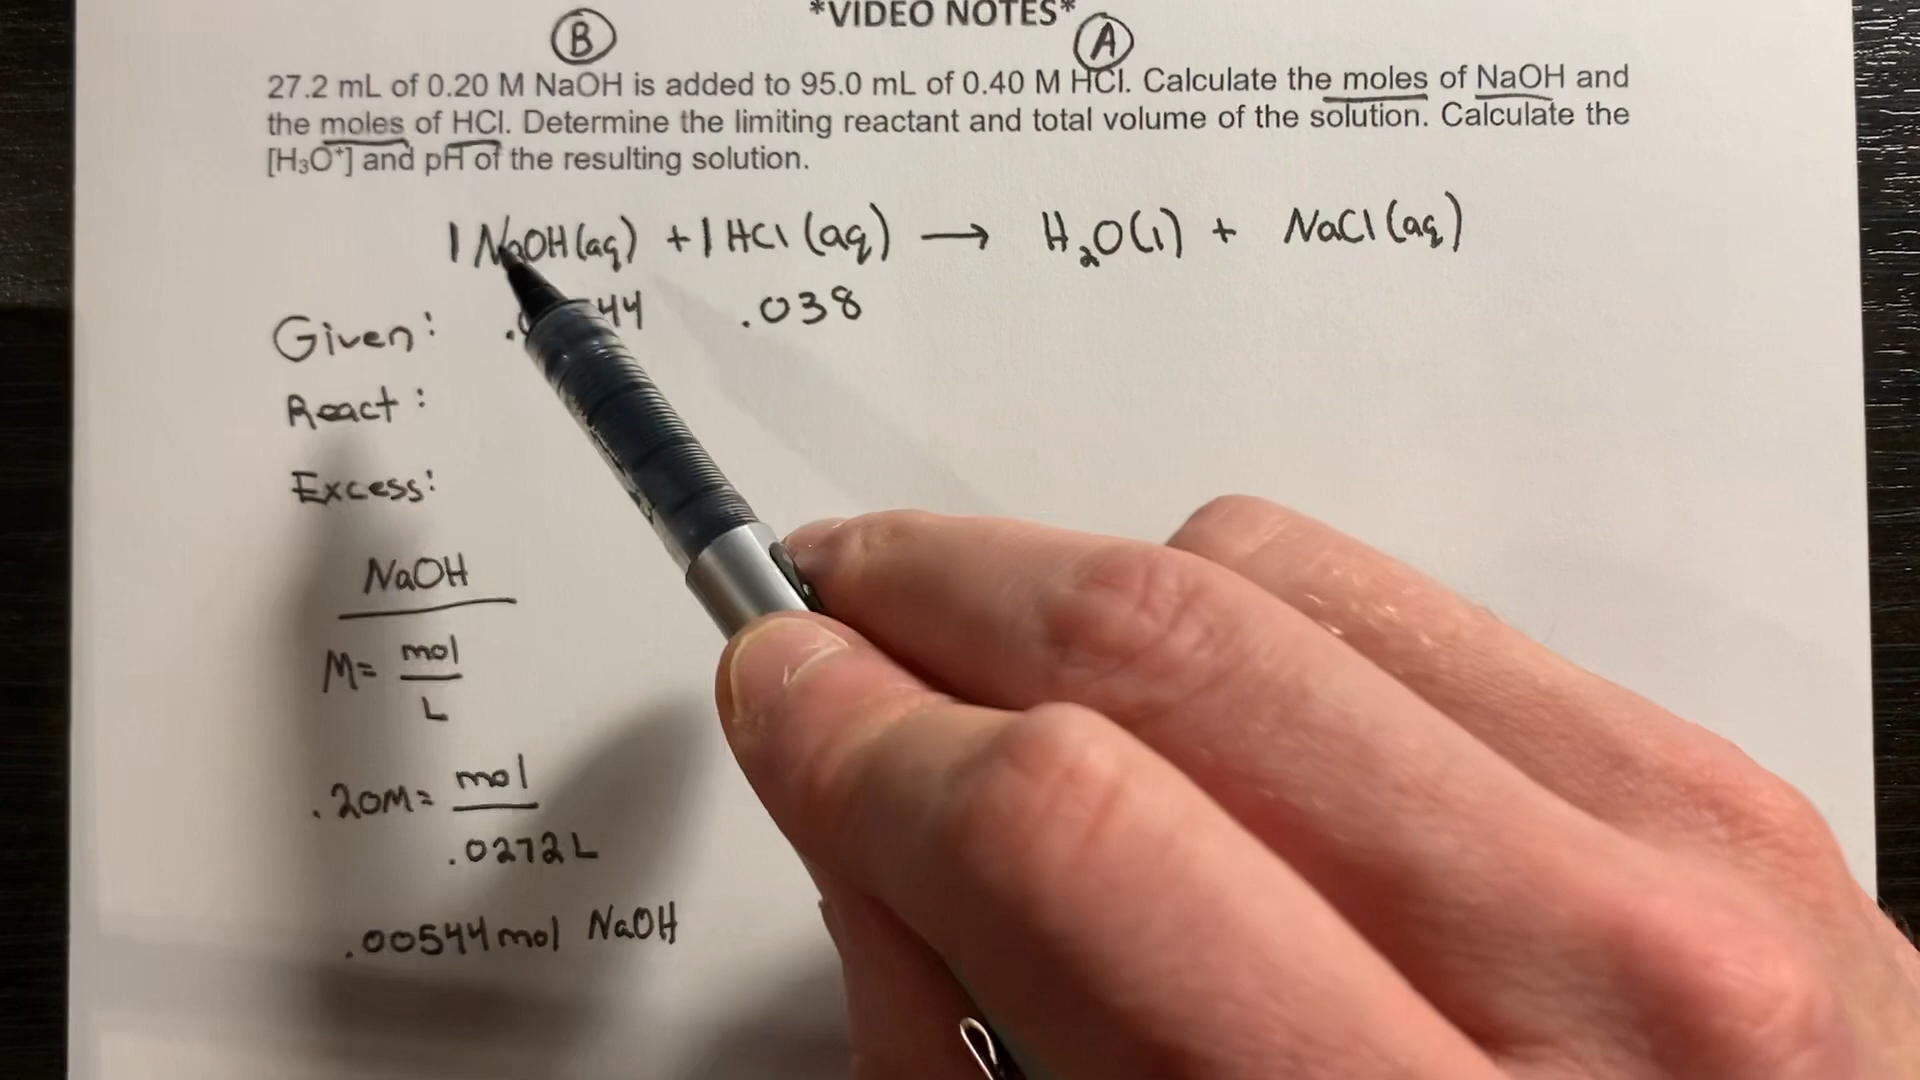 *VIDEO NOTES*
B A
27.2 mL of 0.20 M NaOH is added to 95.0 mL of 0.40 M HCl. Calculate the moles of NaOH and
the moles of HCl. Determine the limiting reactant and total volume of the solution. Calculate the
[H₃O⁺] and pH of the resulting solution.
1 NaOH (aq) + 1 HCl (aq) → H₂O(l) + NaCl (aq)
Given: .038
React:
Excess:
NaOH
M= mol
L
.20M= mol
.0272L
.00544 mol NaOH